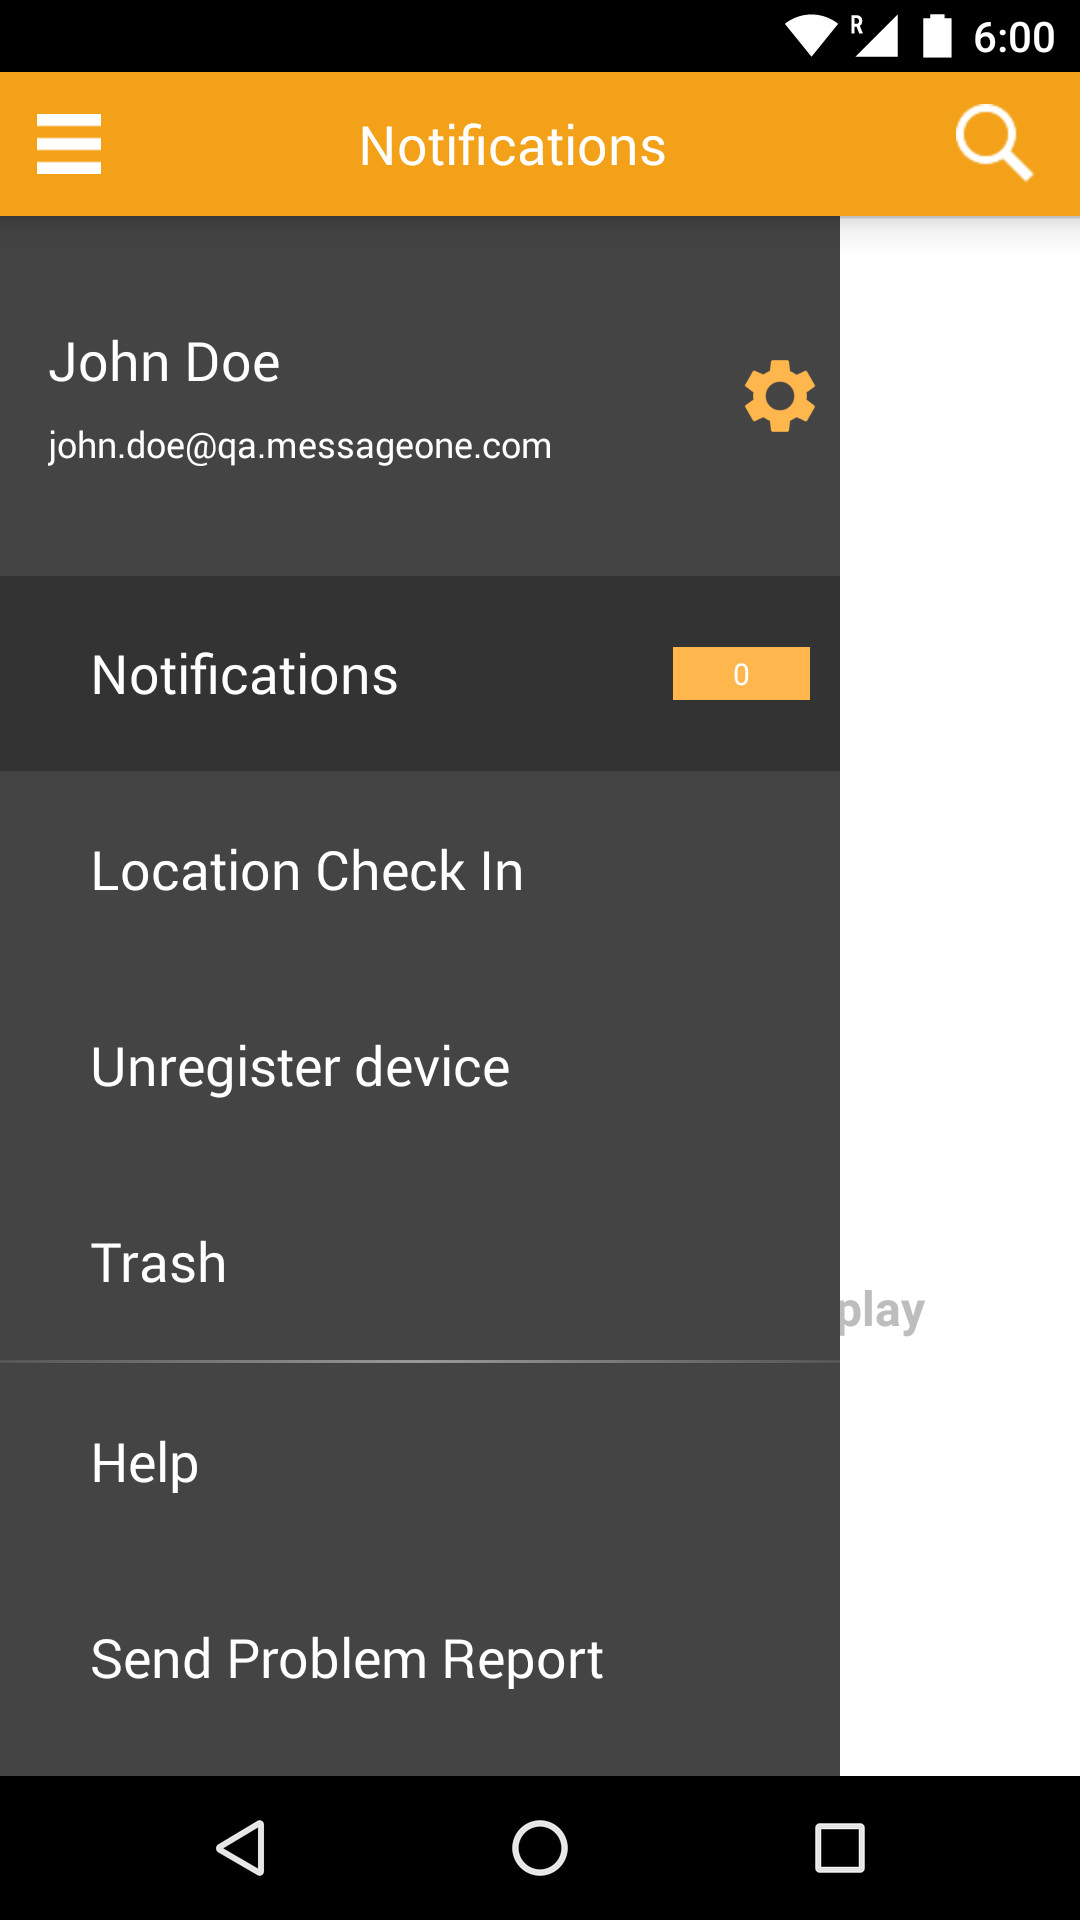 R 6:00
Notifications
John Doe
john.doe@qa.messageone.com
Notifications 0
Location Check In
Unregister device
Trash
play
Help
Send Problem Report